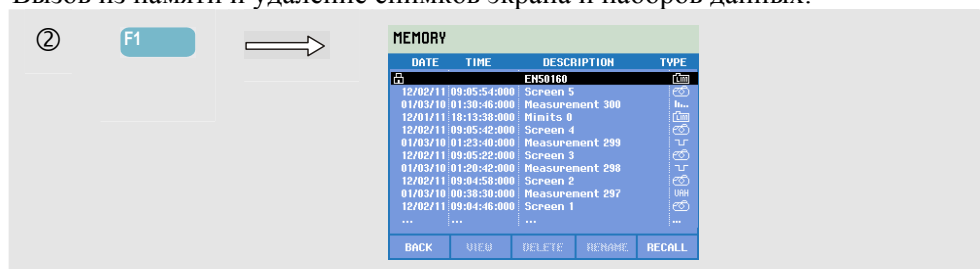 Вызов из памяти и удаление снимков экрана и наборов данных:
② F1
MEMORY
DATE TIME DESCRIPTION TYPE
EN50160
12/02/11 09:05:54:000 Screen 5
01/03/10 01:30:46:000 Measurement 300
12/01/11 18:13:38:000 Mimits 0
12/02/11 09:05:42:000 Screen 4
01/03/10 01:23:40:000 Measurement 299
12/02/11 09:05:22:000 Screen 3
01/03/10 01:20:42:000 Measurement 298
12/02/11 09:04:58:000 Screen 2
01/03/10 00:38:30:000 Measurement 297
12/02/11 09:04:46:000 Screen 1
... ... ... ...
BACK VIEW DELETE RENAME RECALL